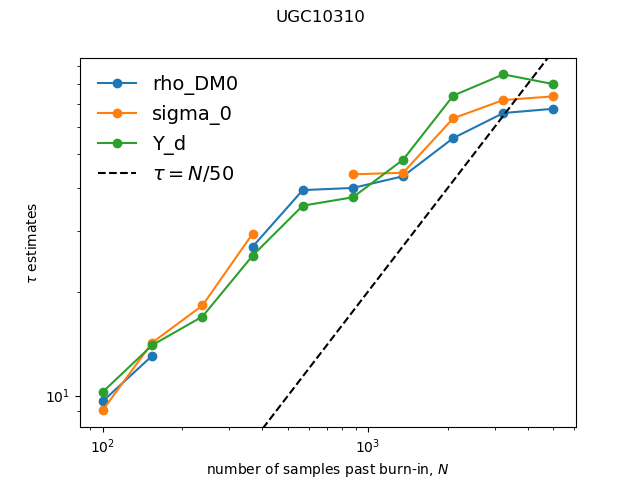 UGC10310
rho_DM0
sigma_0
Y_d
τ = N/50
τ estimates
10¹
10² 10³
number of samples past burn-in, N